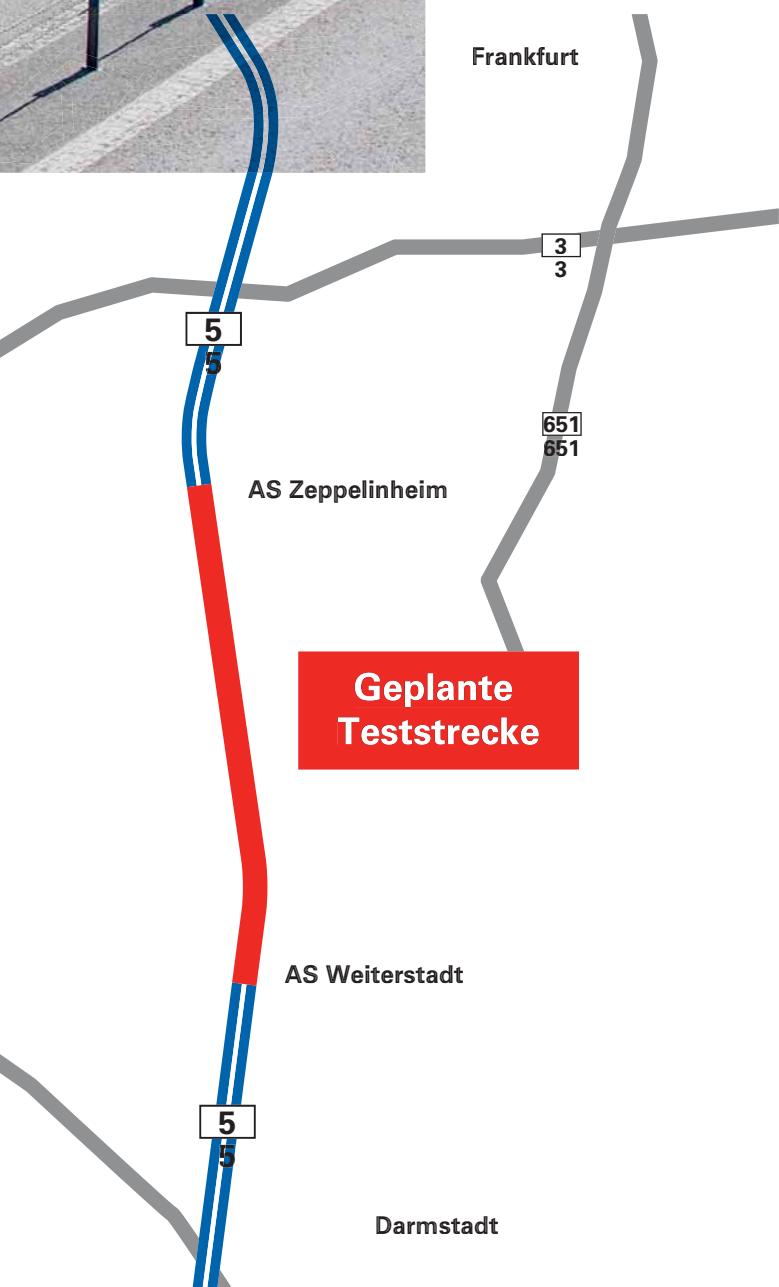 Frankfurt
3
3
5
5
651
651
AS Zeppelinheim
Geplante
Teststrecke
AS Weiterstadt
5
5
Darmstadt